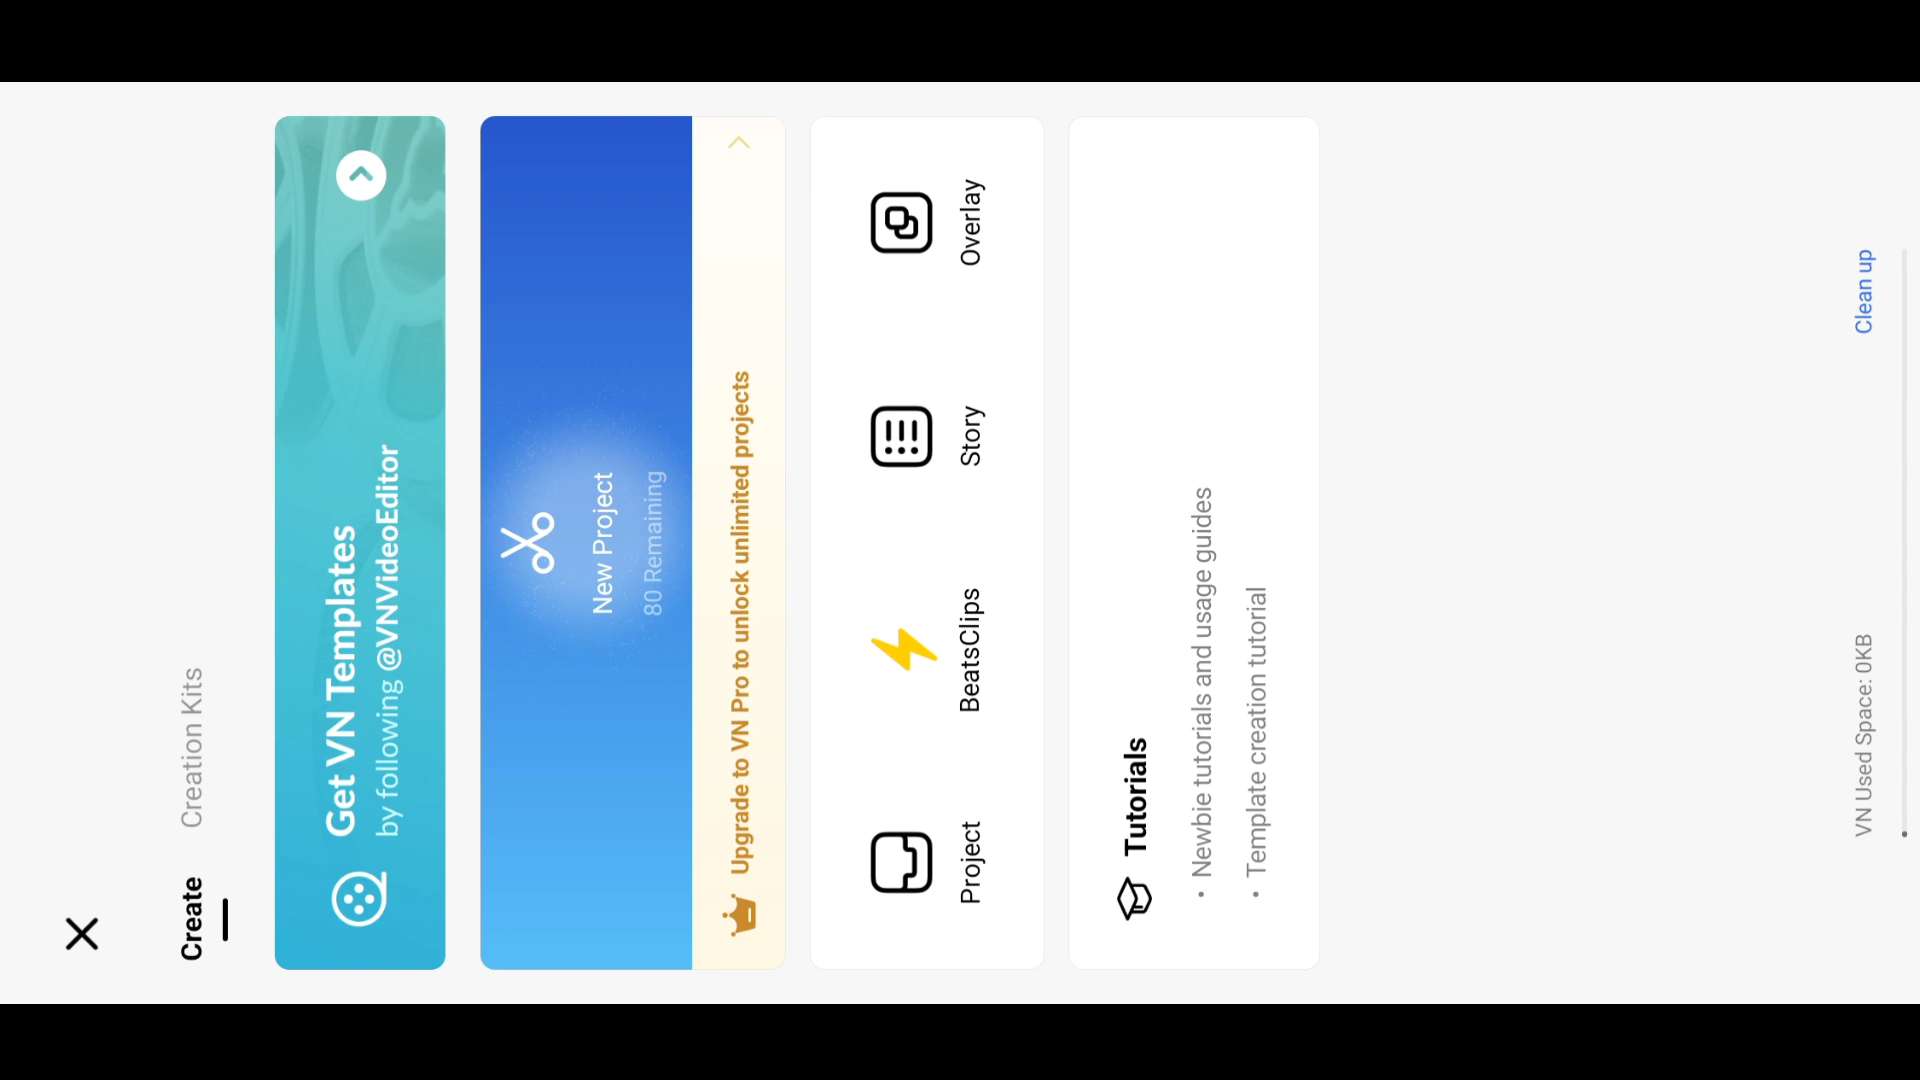 Create Creation Kits
Get VN Templates
by following @VNVideoEditor
New Project
80 Remaining
Upgrade to VN Pro to unlock unlimited projects
Project BeatsClips Story Overlay
Tutorials
• Newbie tutorials and usage guides
• Template creation tutorial
VN Used Space: 0KB Clean up